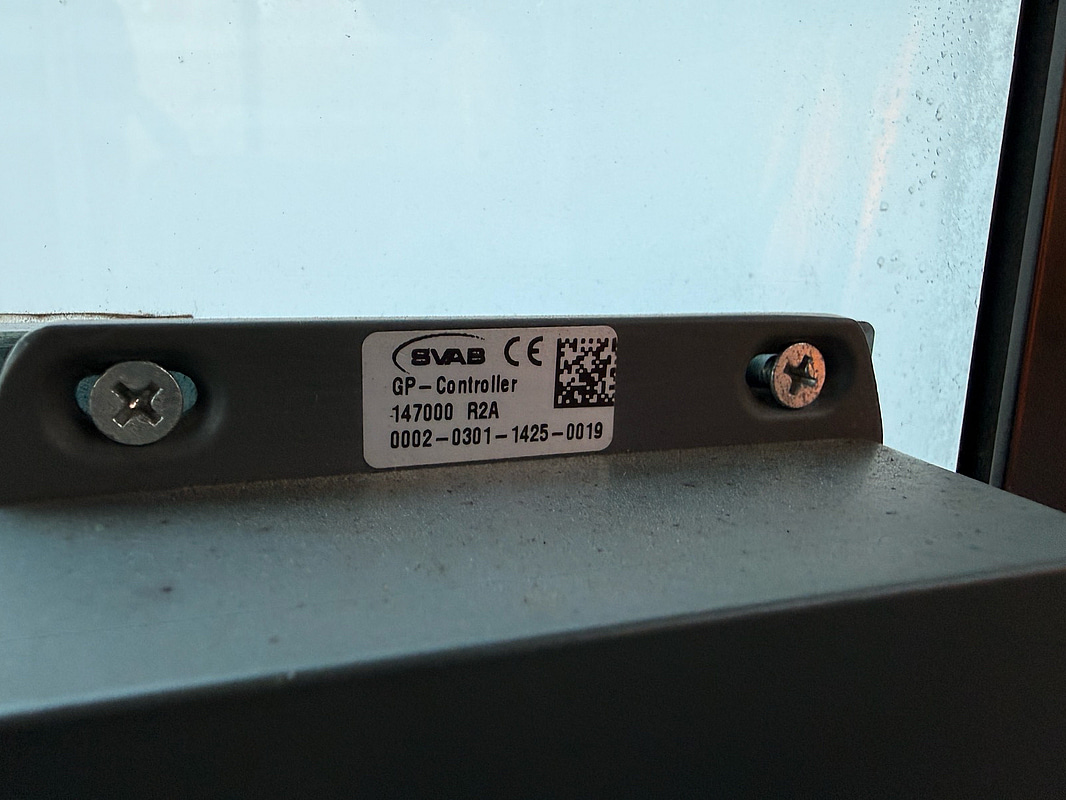 SVAB CE
GP-Controller
147000 R2A
0002-0301-1425-0019